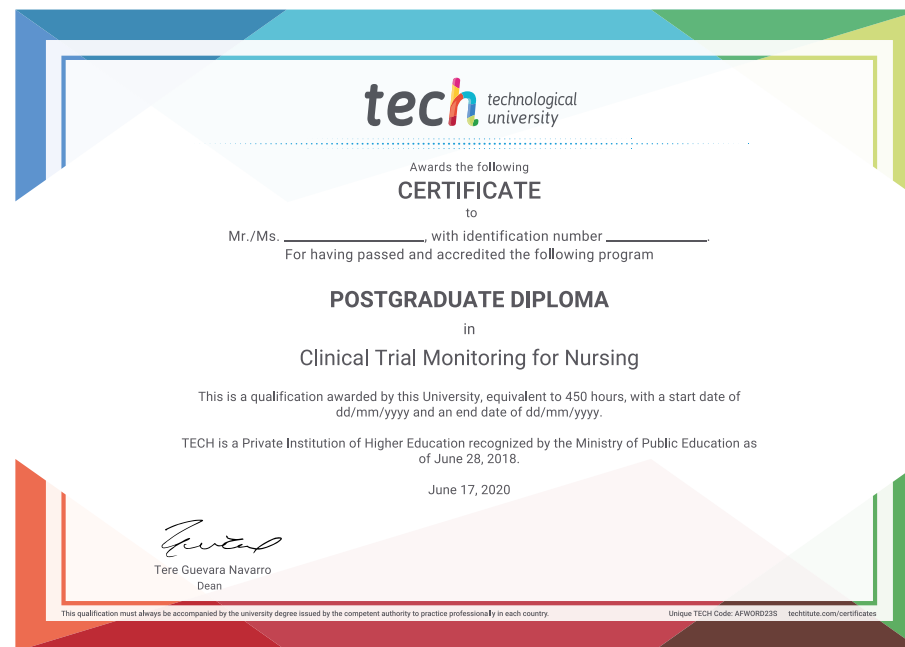 tech technological
university
Awards the following
CERTIFICATE
to
Mr./Ms. ____________, with identification number ____________.
For having passed and accredited the following program
POSTGRADUATE DIPLOMA
in
Clinical Trial Monitoring for Nursing
This is a qualification awarded by this University, equivalent to 450 hours, with a start date of
dd/mm/yyyy and an end date of dd/mm/yyyy.
TECH is a Private Institution of Higher Education recognized by the Ministry of Public Education as
of June 28, 2018.
June 17, 2020
Tere Guevara Navarro
Dean
This qualification must always be accompanied by the university degree issued by the competent authority to practice professionally in each country. Unique TECH Code: AFWORD23S techtitute.com/certificates